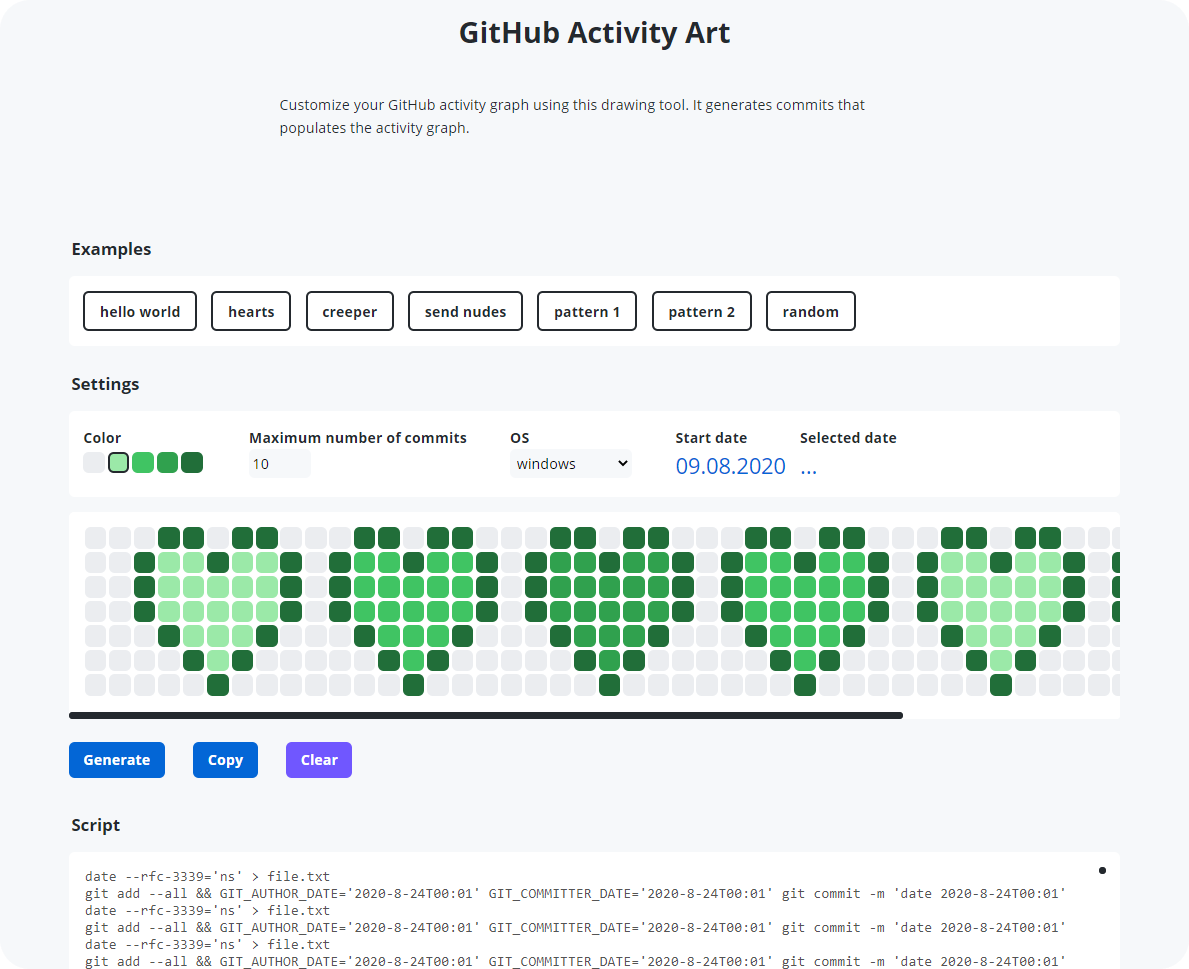 GitHub Activity Art
Customize your GitHub activity graph using this drawing tool. It generates commits that
populates the activity graph.
Examples
hello world hearts creeper send nudes pattern 1 pattern 2 random
Settings
Color Maximum number of commits OS Start date Selected date
10 windows 09.08.2020 ...
Generate Copy Clear
Script
date --rfc-3339='ns' > file.txt
git add --all && GIT_AUTHOR_DATE='2020-8-24T00:01' GIT_COMMITTER_DATE='2020-8-24T00:01' git commit -m 'date 2020-8-24T00:01'
date --rfc-3339='ns' > file.txt
git add --all && GIT_AUTHOR_DATE='2020-8-24T00:01' GIT_COMMITTER_DATE='2020-8-24T00:01' git commit -m 'date 2020-8-24T00:01'
date --rfc-3339='ns' > file.txt
git add --all && GIT_AUTHOR_DATE='2020-8-24T00:01' GIT_COMMITTER_DATE='2020-8-24T00:01' git commit -m 'date 2020-8-24T00:01'